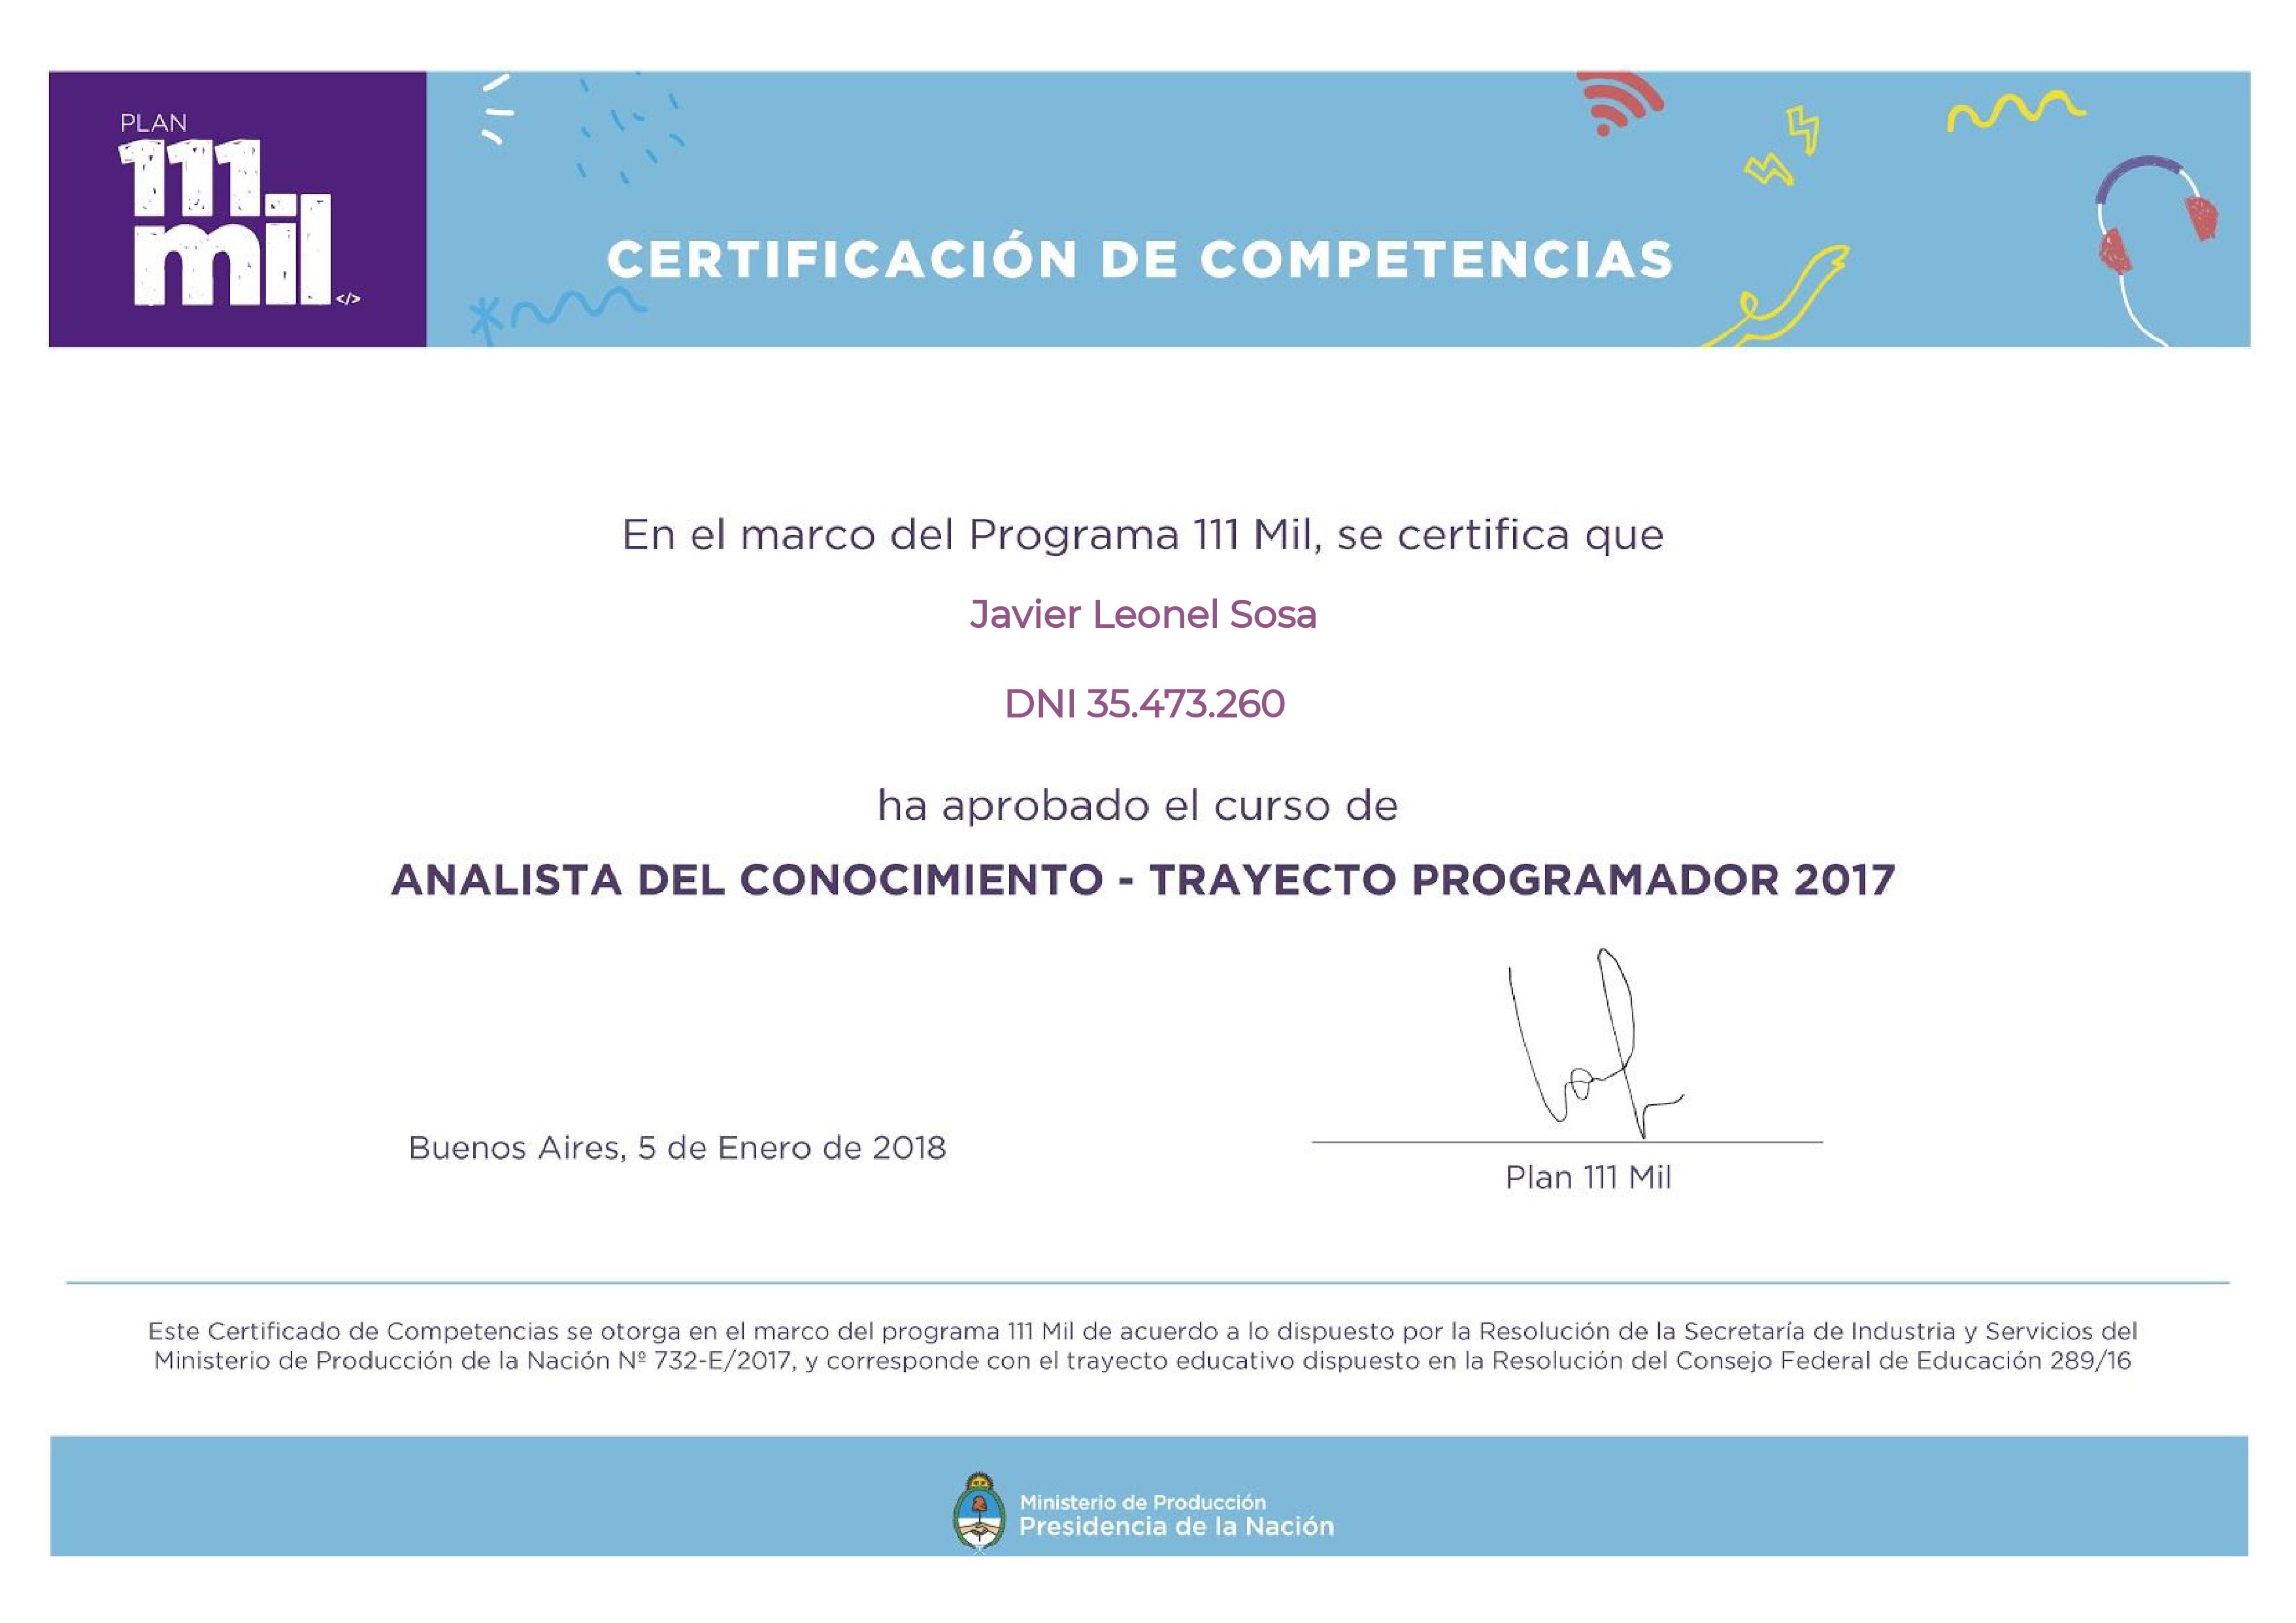 PLAN
111
mil
</>
CERTIFICACIÓN DE COMPETENCIAS
En el marco del Programa 111 Mil, se certifica que
Javier Leonel Sosa
DNI 35.473.260
ha aprobado el curso de
ANALISTA DEL CONOCIMIENTO - TRAYECTO PROGRAMADOR 2017
Buenos Aires, 5 de Enero de 2018
Plan 111 Mil
Este Certificado de Competencias se otorga en el marco del programa 111 Mil de acuerdo a lo dispuesto por la Resolución de la Secretaría de Industria y Servicios del
Ministerio de Producción de la Nación Nº 732-E/2017, y corresponde con el trayecto educativo dispuesto en la Resolución del Consejo Federal de Educación 289/16
Ministerio de Producción
Presidencia de la Nación